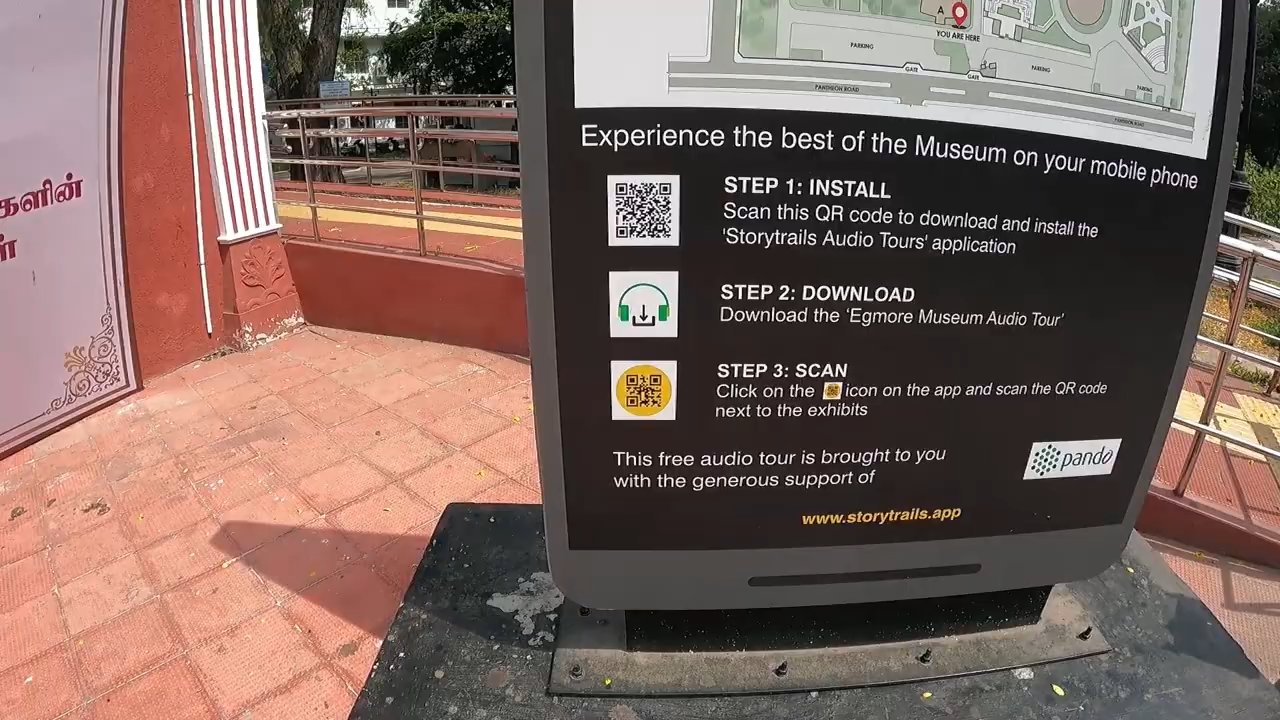 களின்
A
YOU ARE HERE
PARKING
PARKING
PARKING
GATE
GATE
PANTHEON ROAD
PANTHEON ROAD
Experience the best of the Museum on your mobile phone
STEP 1: INSTALL
Scan this QR code to download and install the
'Storytrails Audio Tours' application
STEP 2: DOWNLOAD
Download the 'Egmore Museum Audio Tour'
STEP 3: SCAN
Click on the icon on the app and scan the QR code
next to the exhibits
This free audio tour is brought to you
with the generous support of
pando
www.storytrails.app